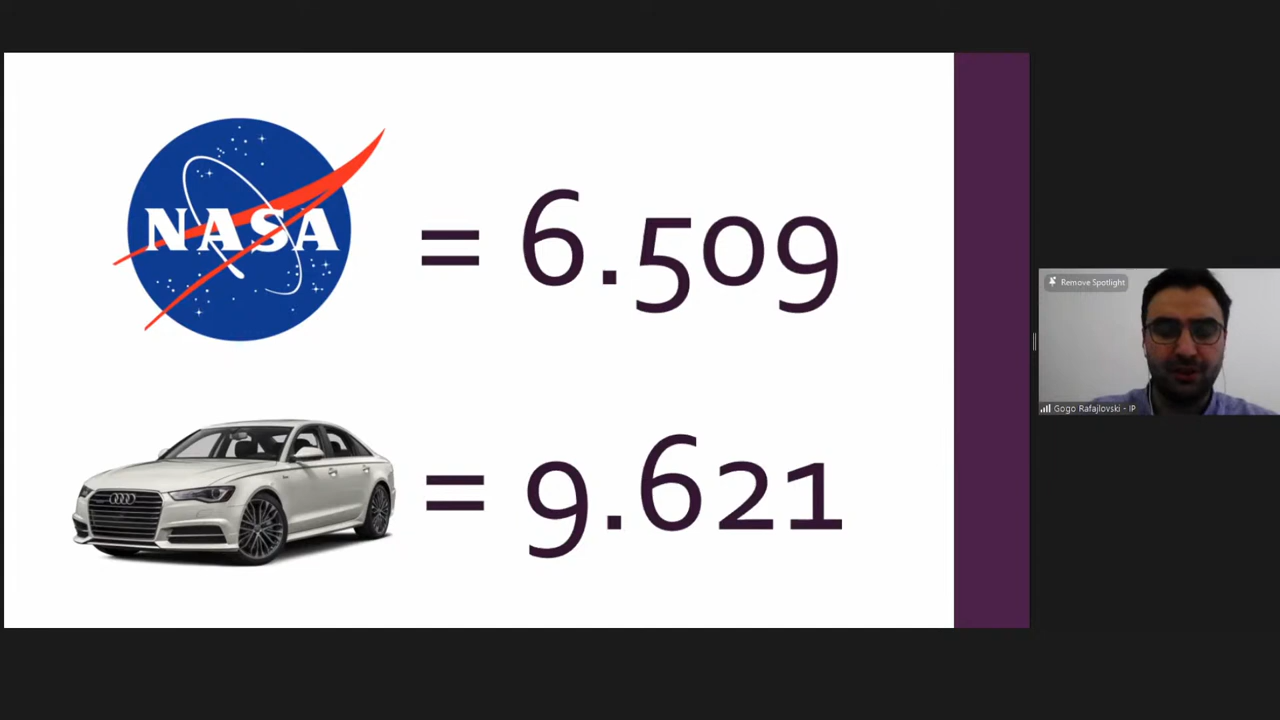 NASA
= 6.509
= 9.621
Remove Spotlight
Gogo Rafajlovski - IP